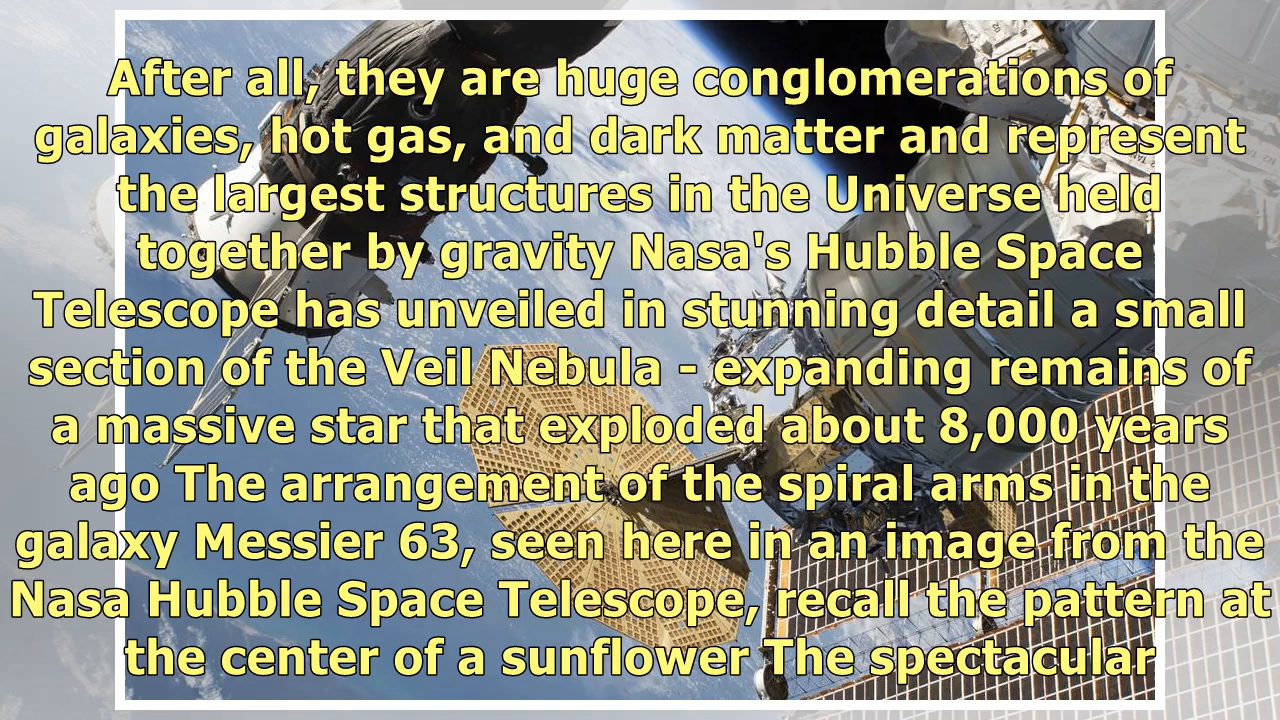 After all, they are huge conglomerations of
galaxies, hot gas, and dark matter and represent
the largest structures in the Universe held
together by gravity Nasa's Hubble Space
Telescope has unveiled in stunning detail a small
section of the Veil Nebula - expanding remains of
a massive star that exploded about 8,000 years
ago The arrangement of the spiral arms in the
galaxy Messier 63, seen here in an image from the
Nasa Hubble Space Telescope, recall the pattern at
the center of a sunflower The spectacular